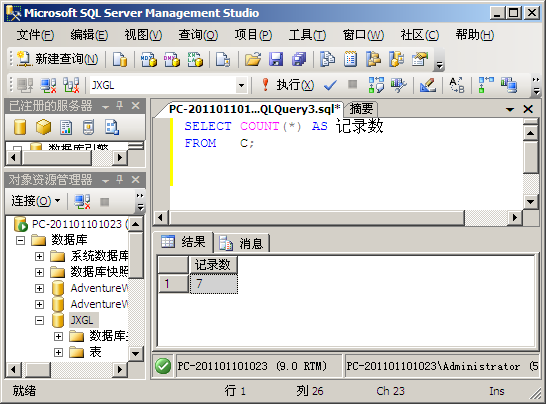 Microsoft SQL Server Management Studio
文件(F) 编辑(E) 视图(V) 查询(Q) 项目(P) 工具(T) 窗口(W) 社区(C) 帮助(H)
新建查询(N)
MDX DMX XMLA
JXGL 执行(X)
已注册的服务器
数据库引擎
对象资源管理器
连接(O)
PC-201101101023 (
数据库
系统数据库
数据库快照
AdventureW
AdventureW
JXGL
数据库关
表
PC-201101101...QLQuery3.sql* 摘要
SELECT COUNT(*) AS 记录数
FROM C;
结果 消息
记录数
1 7
PC-201101101023 (9.0 RTM) PC-201101101023\Administrator (5
就绪 行 1 列 26 Ch 23 Ins